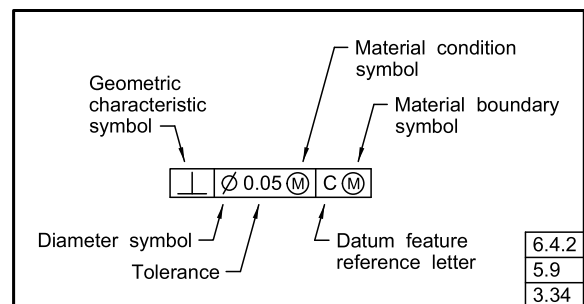 Material condition
symbol
Geometric
characteristic
symbol
Material boundary
symbol
⊥ ⌀ 0.05 Ⓜ C Ⓜ
Diameter symbol
Tolerance
Datum feature
reference letter
6.4.2
5.9
3.34